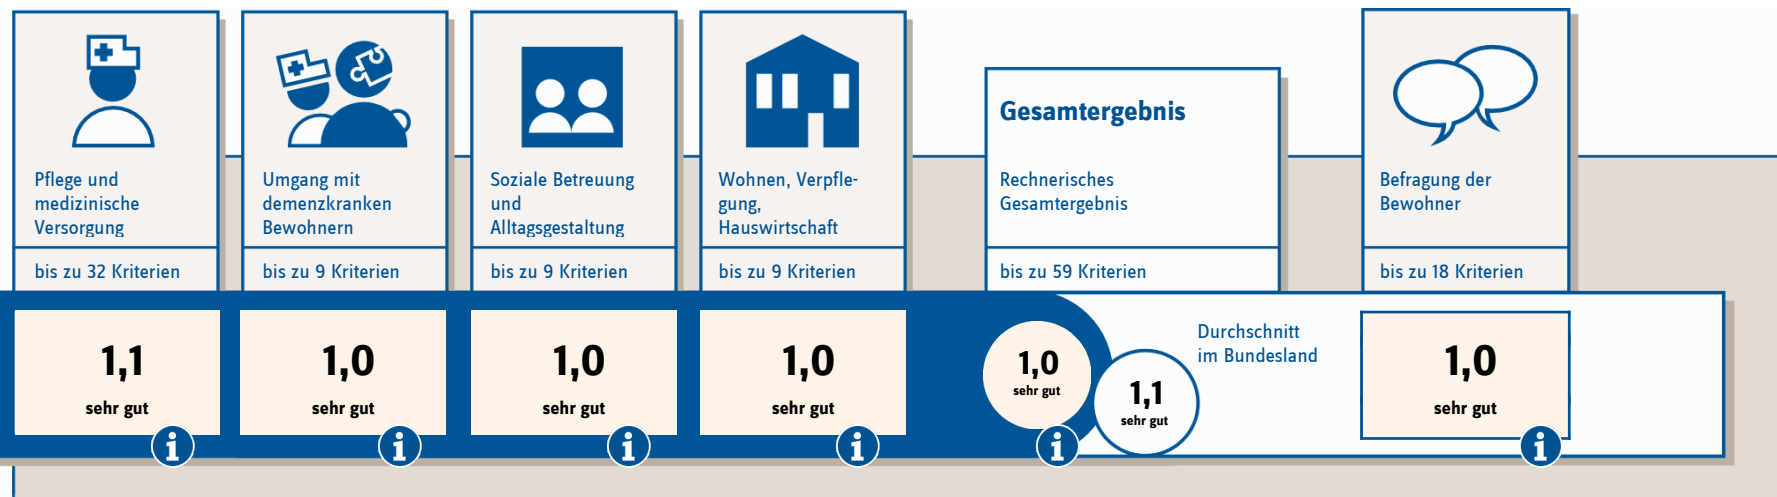 Pflege und
medizinische
Versorgung
bis zu 32 Kriterien
1,1
sehr gut
Umgang mit
demenzkranken
Bewohnern
bis zu 9 Kriterien
1,0
sehr gut
Soziale Betreuung
und
Alltagsgestaltung
bis zu 9 Kriterien
1,0
sehr gut
Wohnen, Verpfle-
gung,
Hauswirtschaft
bis zu 9 Kriterien
1,0
sehr gut
Gesamtergebnis
Rechnerisches
Gesamtergebnis
bis zu 59 Kriterien
1,0
sehr gut
1,1
sehr gut
Durchschnitt
im Bundesland
Befragung der
Bewohner
bis zu 18 Kriterien
1,0
sehr gut
i
i
i
i
i
i